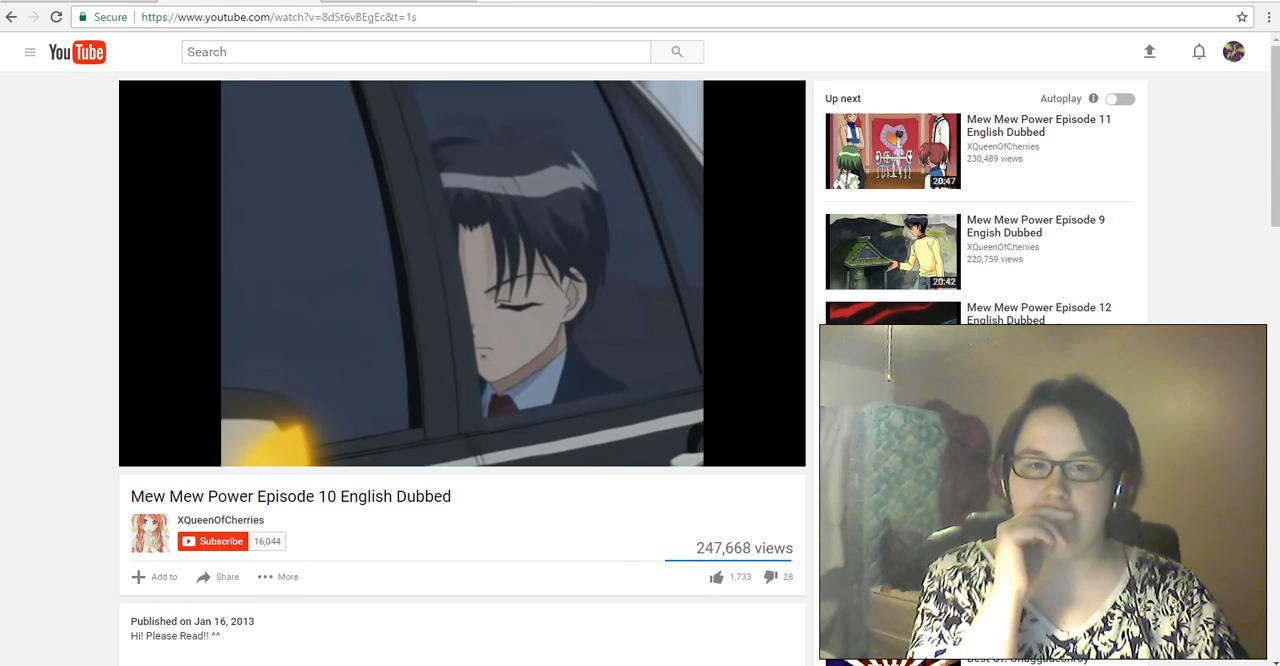 Secure https://www.youtube.com/watch?v=8dSt6vBEgEc&t=1s
YouTube
Search
Up next
Autoplay
Mew Mew Power Episode 11
English Dubbed
XQueenOfCherries
230,489 views
20:47
Mew Mew Power Episode 9
Engish Dubbed
XQueenOfCherries
220,759 views
20:42
Mew Mew Power Episode 12
English Dubbed
Mew Mew Power Episode 10 English Dubbed
XQueenOfCherries
Subscribe 16,044
247,668 views
Add to Share More
1,733 28
Published on Jan 16, 2013
Hi! Please Read!! ^^